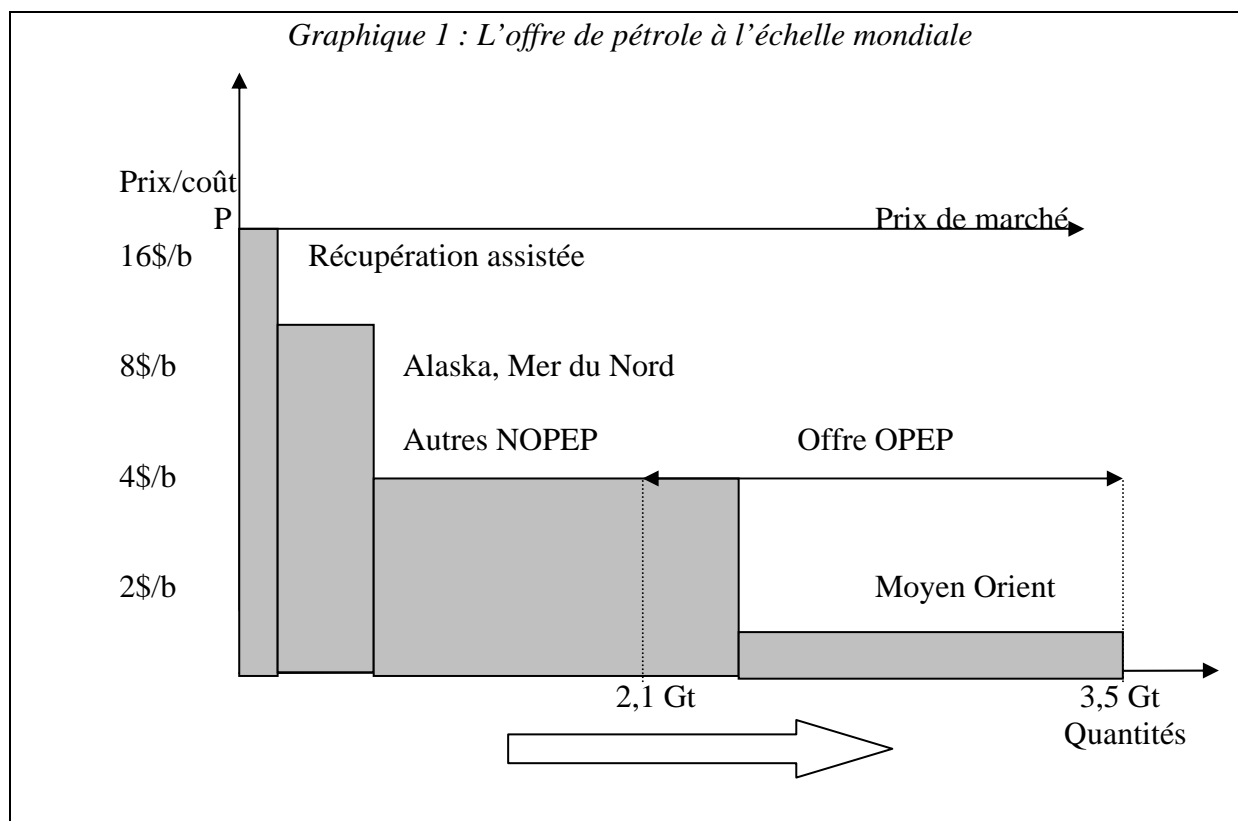 Graphique 1 : L'offre de pétrole à l'échelle mondiale
Prix/coût
P
Prix de marché
16$/b
Récupération assistée
8$/b
Alaska, Mer du Nord
Autres NOPEP
Offre OPEP
4$/b
2$/b
Moyen Orient
2,1 Gt
3,5 Gt
Quantités